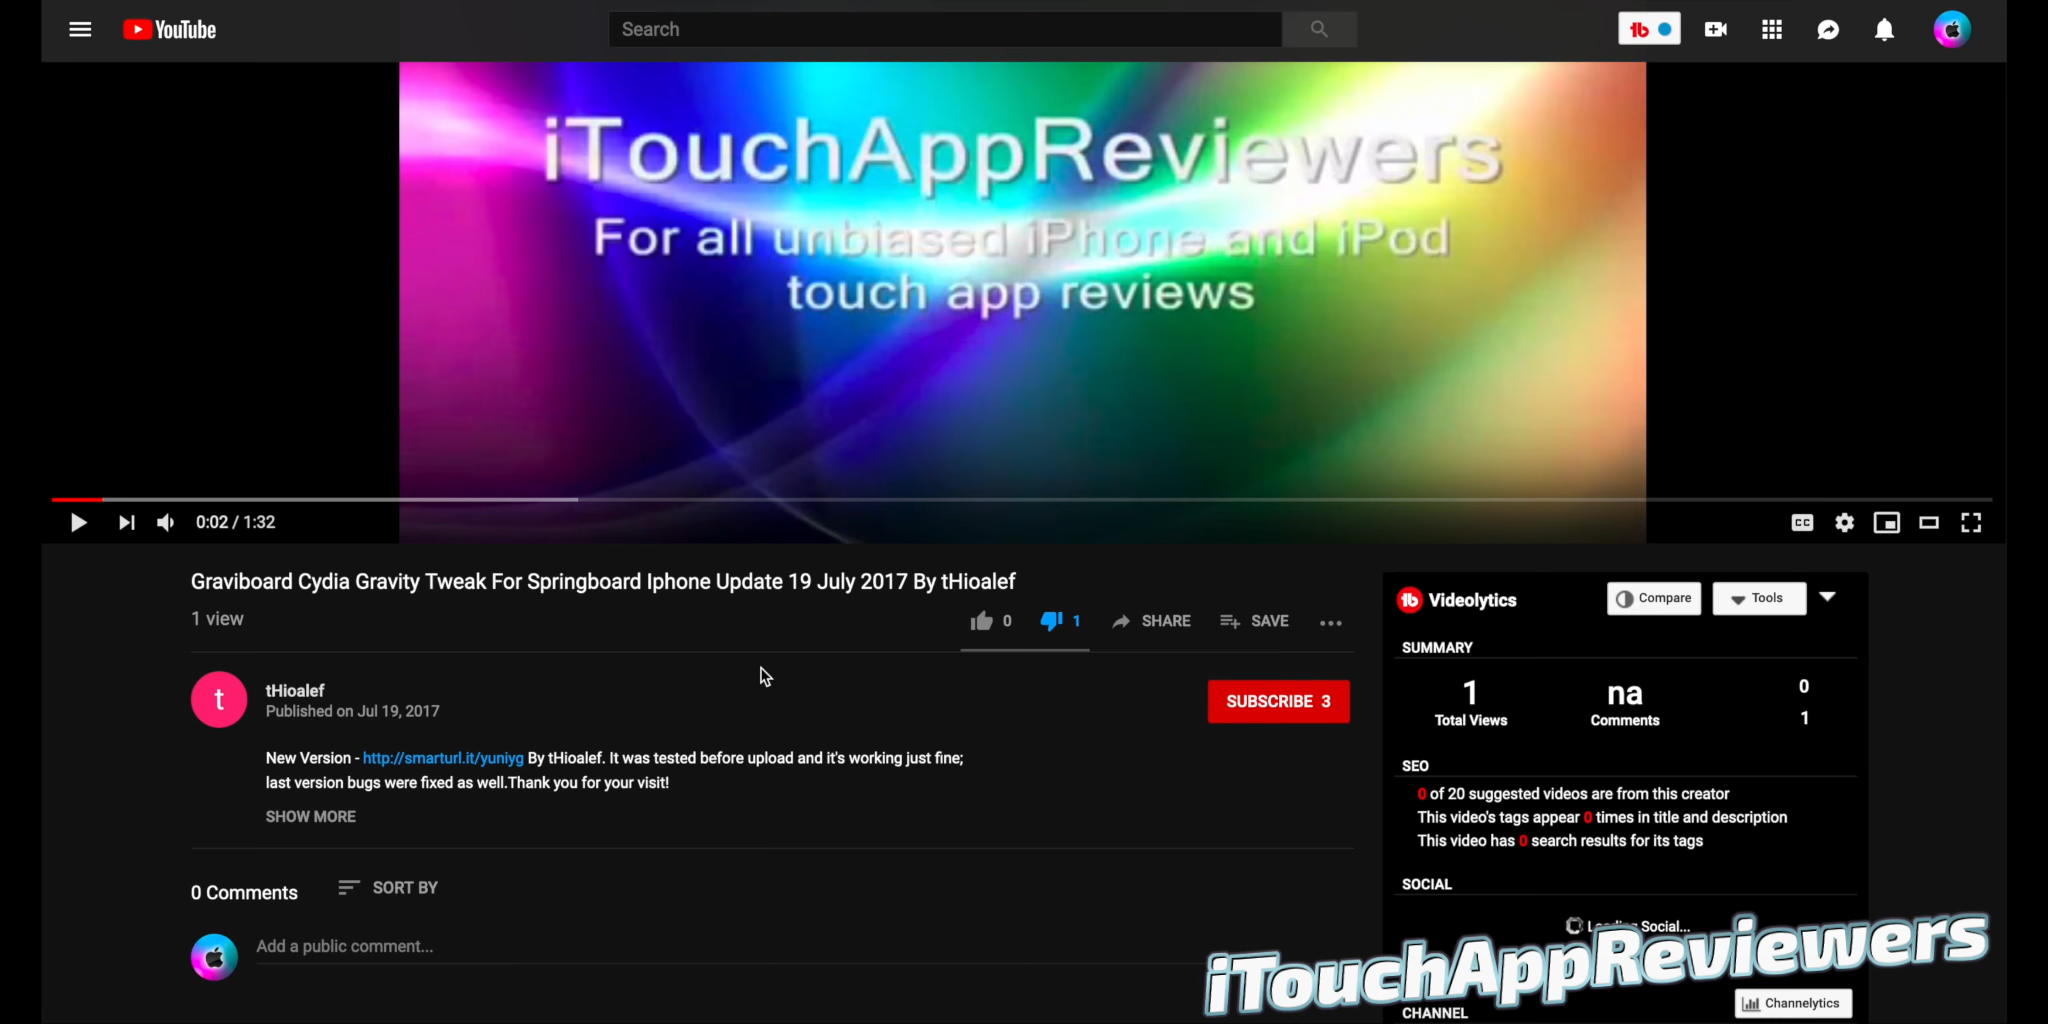 YouTube
Search
iTouchAppReviewers
For all unbiased iPhone and iPod
touch app reviews
0:02 / 1:32
CC
Graviboard Cydia Gravity Tweak For Springboard Iphone Update 19 July 2017 By tHioalef
1 view
0
1
SHARE
SAVE
t
tHioalef
Published on Jul 19, 2017
SUBSCRIBE 3
New Version - http://smarturl.it/yuniyg By tHioalef. It was tested before upload and it's working just fine;
last version bugs were fixed as well.Thank you for your visit!
SHOW MORE
0 Comments
SORT BY
Add a public comment...
Videolytics
Compare
Tools
SUMMARY
1
na
0
Total Views
Comments
1
SEO
0 of 20 suggested videos are from this creator
This video's tags appear 0 times in title and description
This video has 0 search results for its tags
SOCIAL
Loading Social...
iTouchAppReviewers
Channelytics
CHANNEL